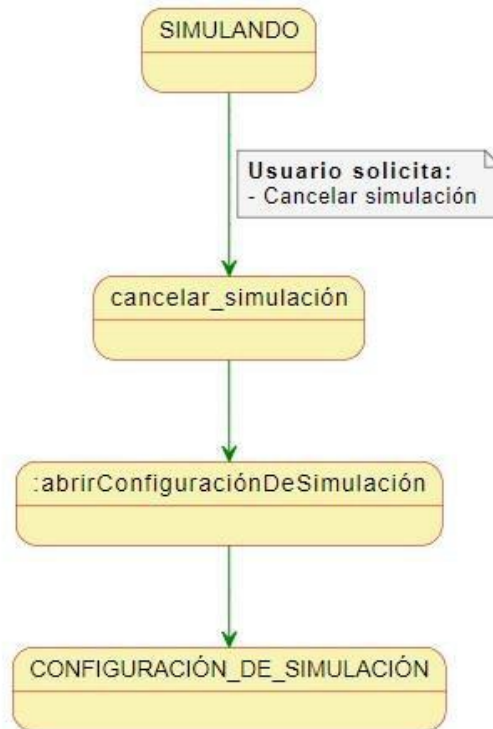 SIMULANDO
Usuario solicita:
- Cancelar simulación
cancelar_simulación
:abrirConfiguraciónDeSimulación
CONFIGURACIÓN_DE_SIMULACIÓN